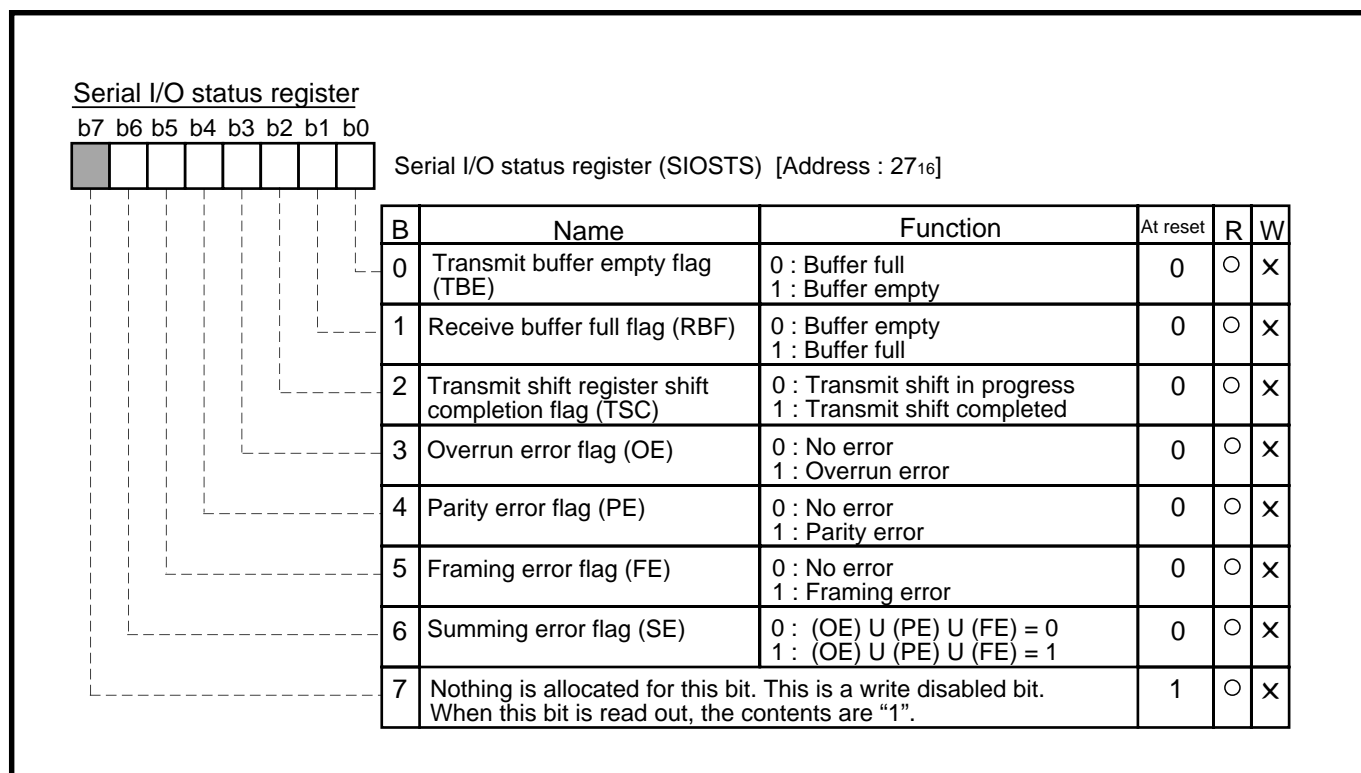 Serial I/O status register
b7 b6 b5 b4 b3 b2 b1 b0
Serial I/O status register (SIOSTS) [Address : 2716]
B Name Function At reset R W
0 Transmit buffer empty flag (TBE) 0 : Buffer full 0 ○ ×
1 : Buffer empty
1 Receive buffer full flag (RBF) 0 : Buffer empty 0 ○ ×
1 : Buffer full
2 Transmit shift register shift completion flag (TSC) 0 : Transmit shift in progress 0 ○ ×
1 : Transmit shift completed
3 Overrun error flag (OE) 0 : No error 0 ○ ×
1 : Overrun error
4 Parity error flag (PE) 0 : No error 0 ○ ×
1 : Parity error
5 Framing error flag (FE) 0 : No error 0 ○ ×
1 : Framing error
6 Summing error flag (SE) 0 : (OE) U (PE) U (FE) = 0 0 ○ ×
1 : (OE) U (PE) U (FE) = 1
7 Nothing is allocated for this bit. This is a write disabled bit. 1 ○ ×
When this bit is read out, the contents are “1”.